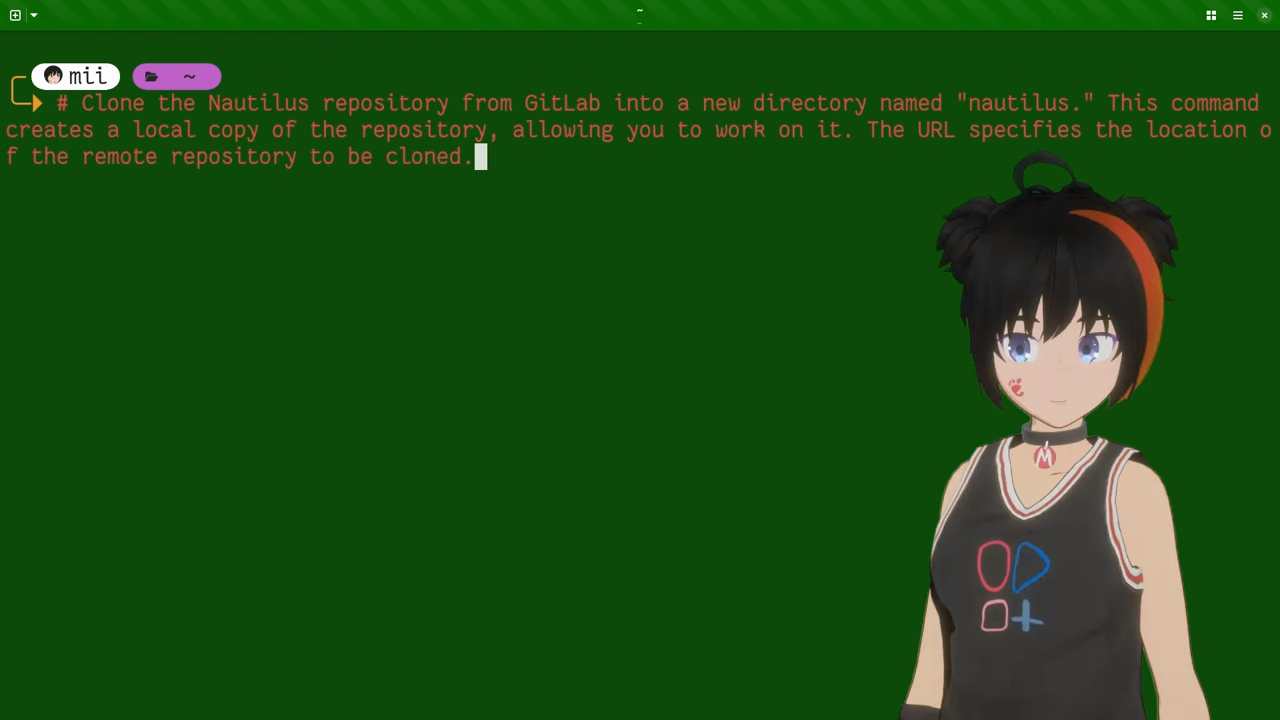 ~
mii ~
# Clone the Nautilus repository from GitLab into a new directory named "nautilus." This command
creates a local copy of the repository, allowing you to work on it. The URL specifies the location o
f the remote repository to be cloned.
M